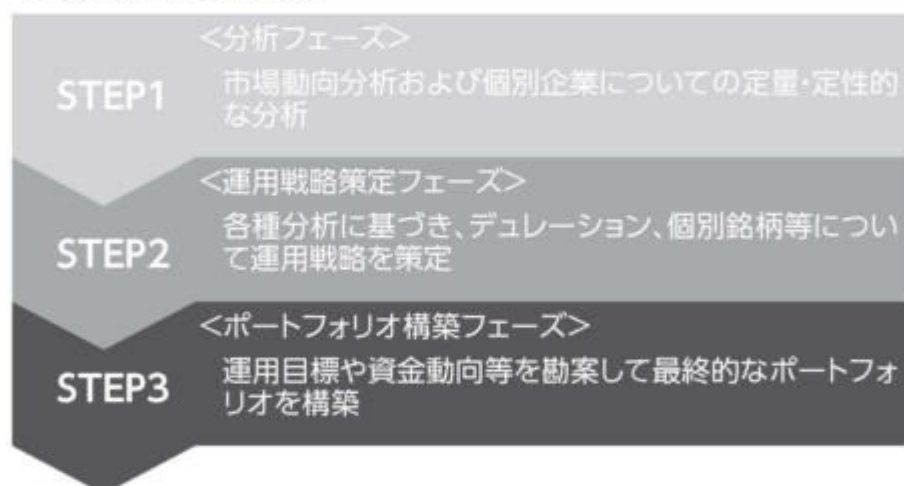 <分析フェーズ>
STEP1
市場動向分析および個別企業についての定量・定性的
な分析
<運用戦略策定フェーズ>
STEP2
各種分析に基づき、デュレーション、個別銘柄等につい
て運用戦略を策定
<ポートフォリオ構築フェーズ>
STEP3
運用目標や資金動向等を勘案して最終的なポートフォ
リオを構築